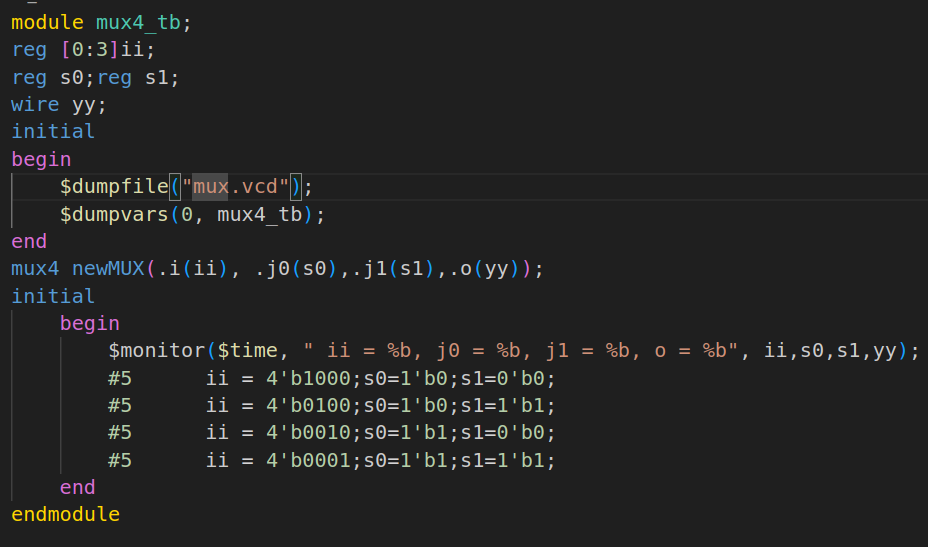 module mux4_tb;
reg [0:3]ii;
reg s0;reg s1;
wire yy;
initial
begin
    $dumpfile("mux.vcd");
    $dumpvars(0, mux4_tb);
end
mux4 newMUX(.i(ii), .j0(s0),.j1(s1),.o(yy));
initial
    begin
        $monitor($time, " ii = %b, j0 = %b, j1 = %b, o = %b", ii,s0,s1,yy);
        #5      ii = 4'b1000;s0=1'b0;s1=0'b0;
        #5      ii = 4'b0100;s0=1'b0;s1=1'b1;
        #5      ii = 4'b0010;s0=1'b1;s1=0'b0;
        #5      ii = 4'b0001;s0=1'b1;s1=1'b1;
    end
endmodule